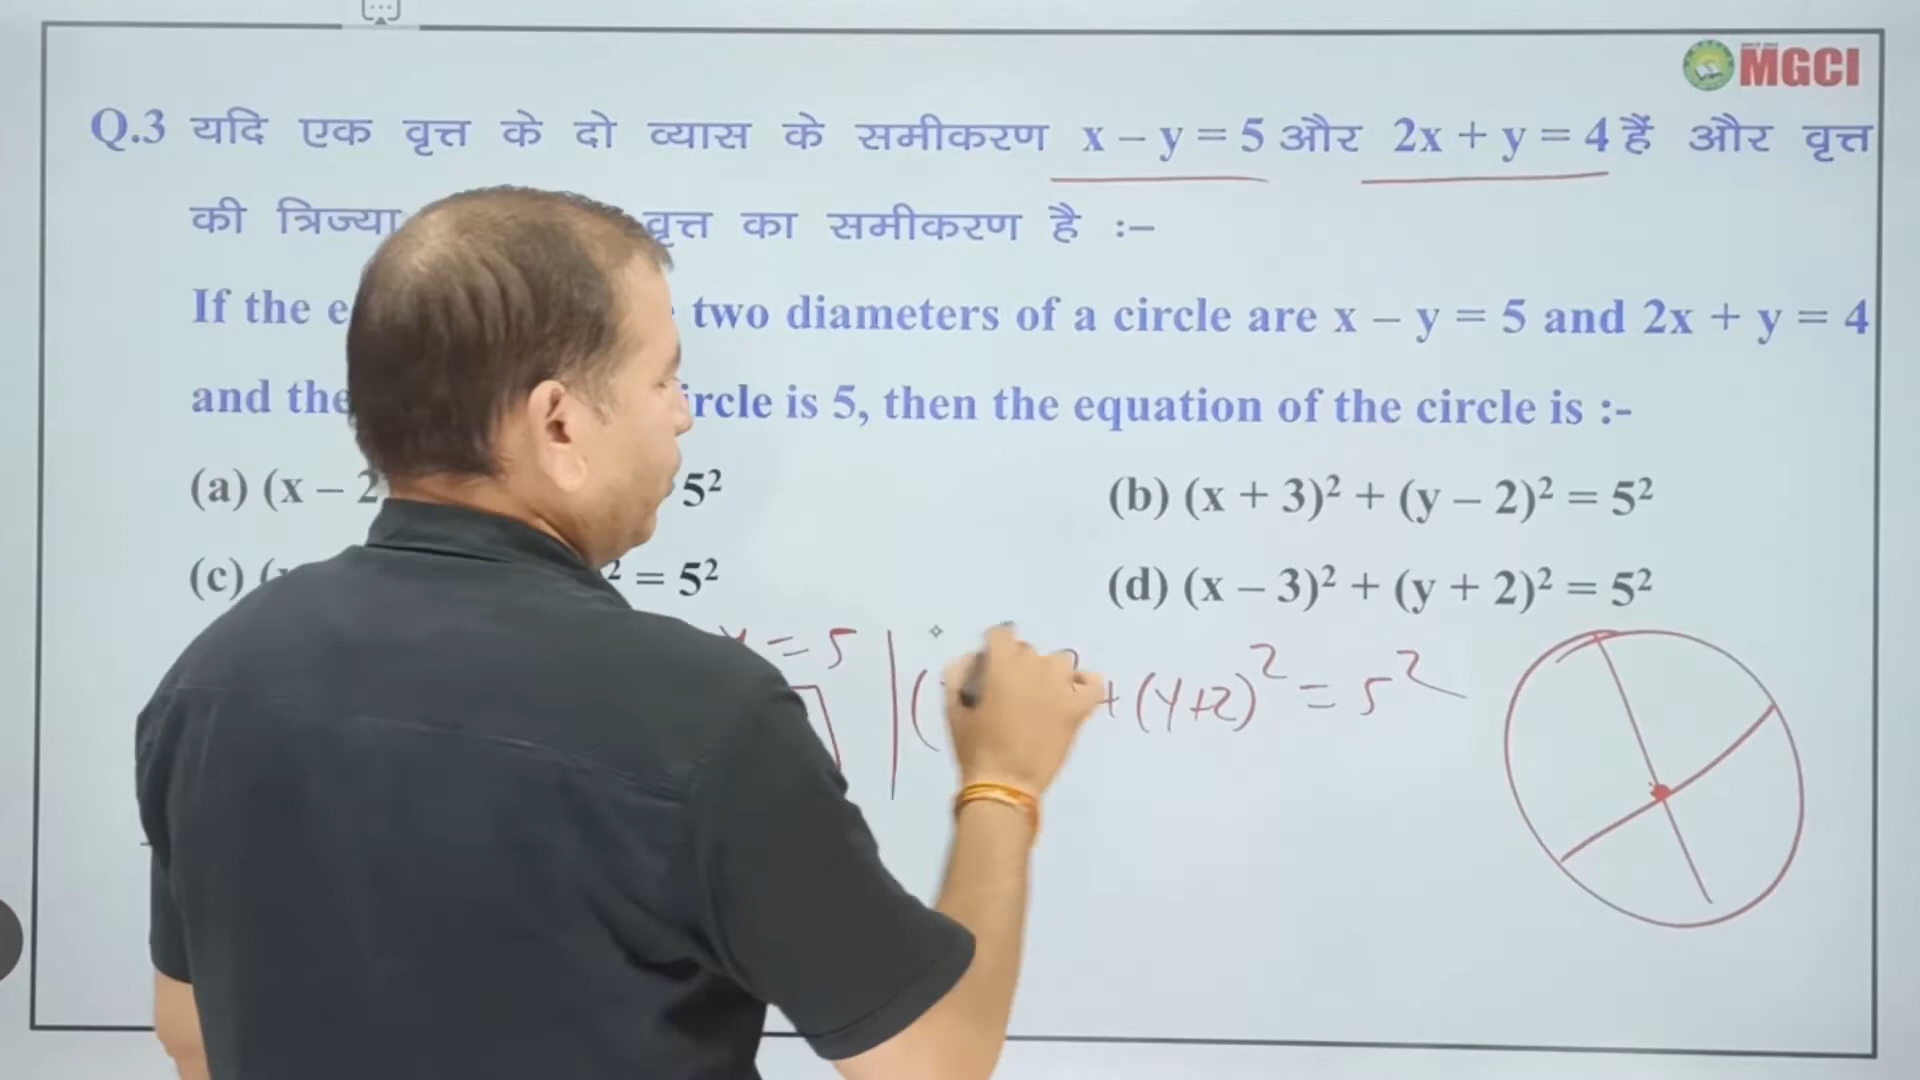 MGCI
Q.3 यदि एक वृत्त के दो व्यास के समीकरण x – y = 5 और 2x + y = 4 हैं और वृत्त
की त्रिज्या वृत्त का समीकरण है :–
If the two diameters of a circle are x – y = 5 and 2x + y = 4
and the is 5, then the equation of the circle is :-
(a) (x – 2 5²
(b) (x + 3)² + (y – 2)² = 5²
(c) ² = 5²
(d) (x – 3)² + (y + 2)² = 5²
= 5
+ (y+2)² = 5²